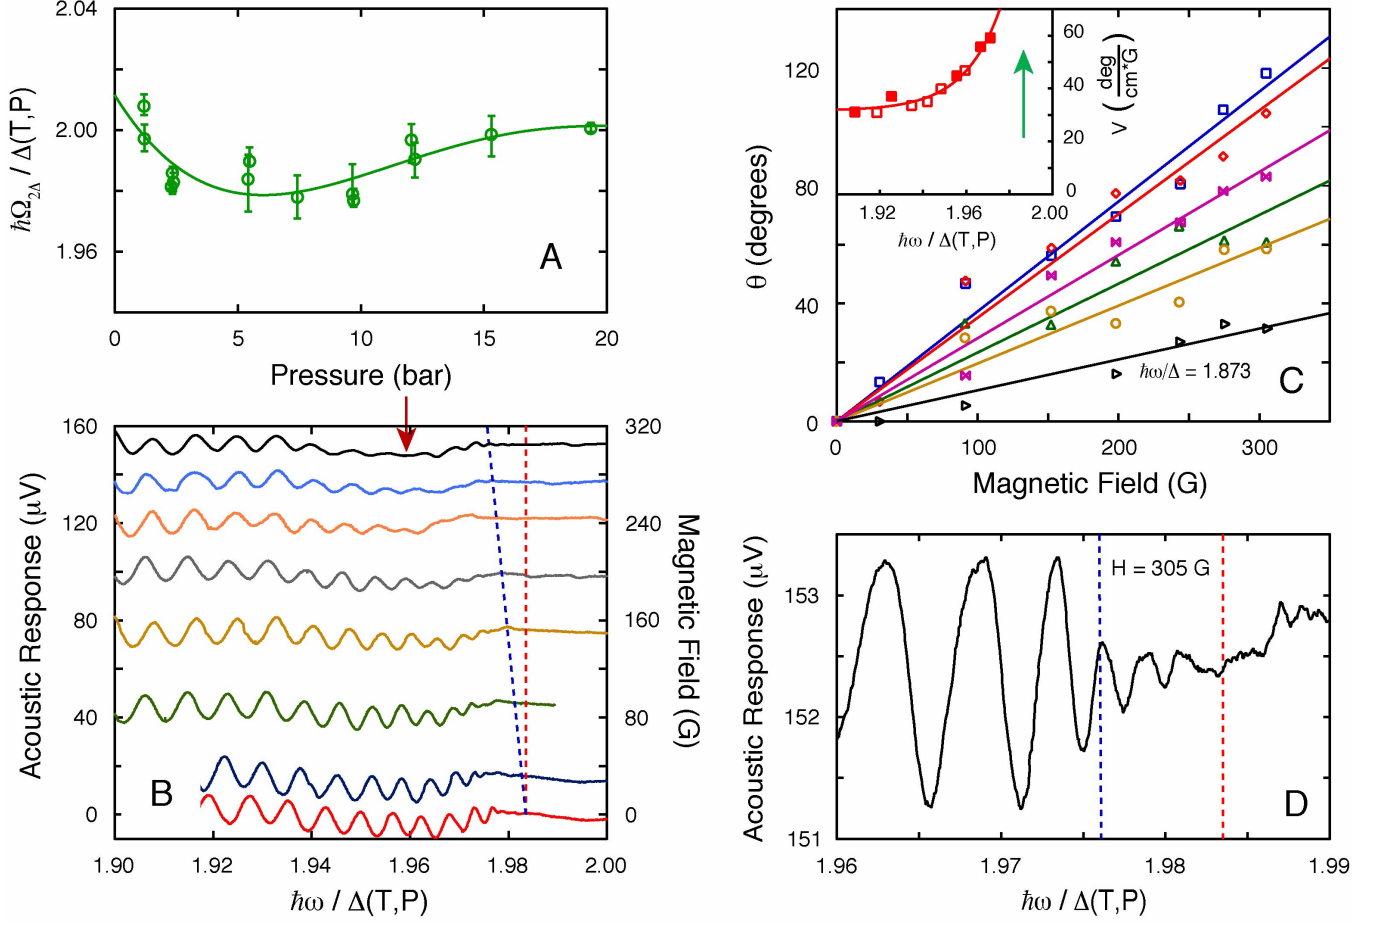 2.04
2.00
1.96
ħΩ2Δ / Δ(T,P)
A
0 5 10 15 20
Pressure (bar)
160
120
80
40
0
Acoustic Response (μV)
320
240
160
80
0
Magnetic Field (G)
B
1.90 1.92 1.94 1.96 1.98 2.00
ħω / Δ(T,P)
120
80
40
0
θ (degrees)
60
40
20
0
V (deg/cm*G)
1.92 1.96 2.00
ħω / Δ(T,P)
ħω/Δ = 1.873
C
0 100 200 300
Magnetic Field (G)
153
152
151
Acoustic Response (μV)
H = 305 G
D
1.96 1.97 1.98 1.99
ħω / Δ(T,P)